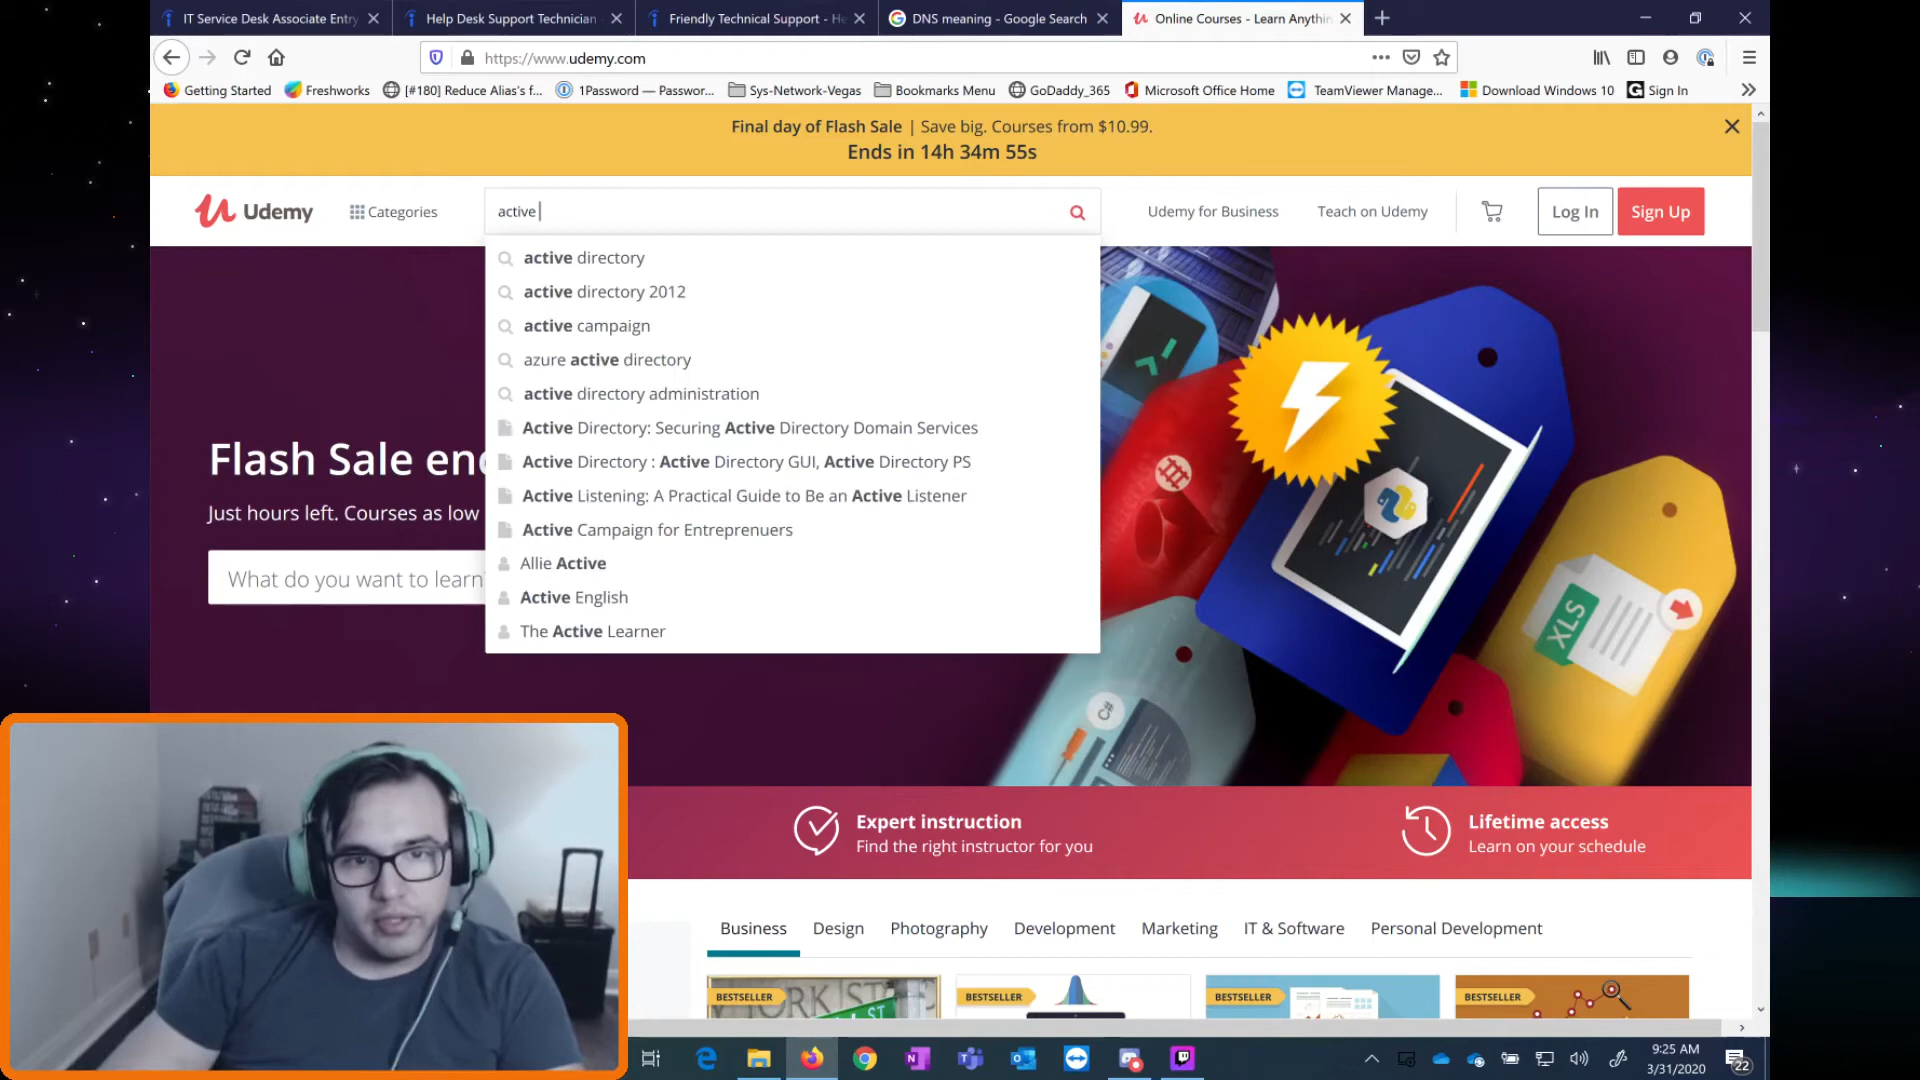 IT Service Desk Associate Entry
Help Desk Support Technician
Friendly Technical Support - He
DNS meaning - Google Search
Online Courses - Learn Anythin
https://www.udemy.com
Getting Started
Freshworks
[#180] Reduce Alias's f...
1Password — Passwor...
Sys-Network-Vegas
Bookmarks Menu
GoDaddy_365
Microsoft Office Home
TeamViewer Manage...
Download Windows 10
Sign In
Final day of Flash Sale | Save big. Courses from $10.99.
Ends in 14h 34m 55s
Udemy
Categories
active
Udemy for Business
Teach on Udemy
Log In
Sign Up
active directory
active directory 2012
active campaign
azure active directory
active directory administration
Active Directory: Securing Active Directory Domain Services
Active Directory : Active Directory GUI, Active Directory PS
Active Listening: A Practical Guide to Be an Active Listener
Active Campaign for Entreprenuers
Allie Active
Active English
The Active Learner
Flash Sale en
Just hours left. Courses as low
What do you want to learn
XLS
C#
Expert instruction
Find the right instructor for you
Lifetime access
Learn on your schedule
Business
Design
Photography
Development
Marketing
IT & Software
Personal Development
BESTSELLER
BESTSELLER
BESTSELLER
BESTSELLER
YORK ST
ST
9:25 AM
3/31/2020
22